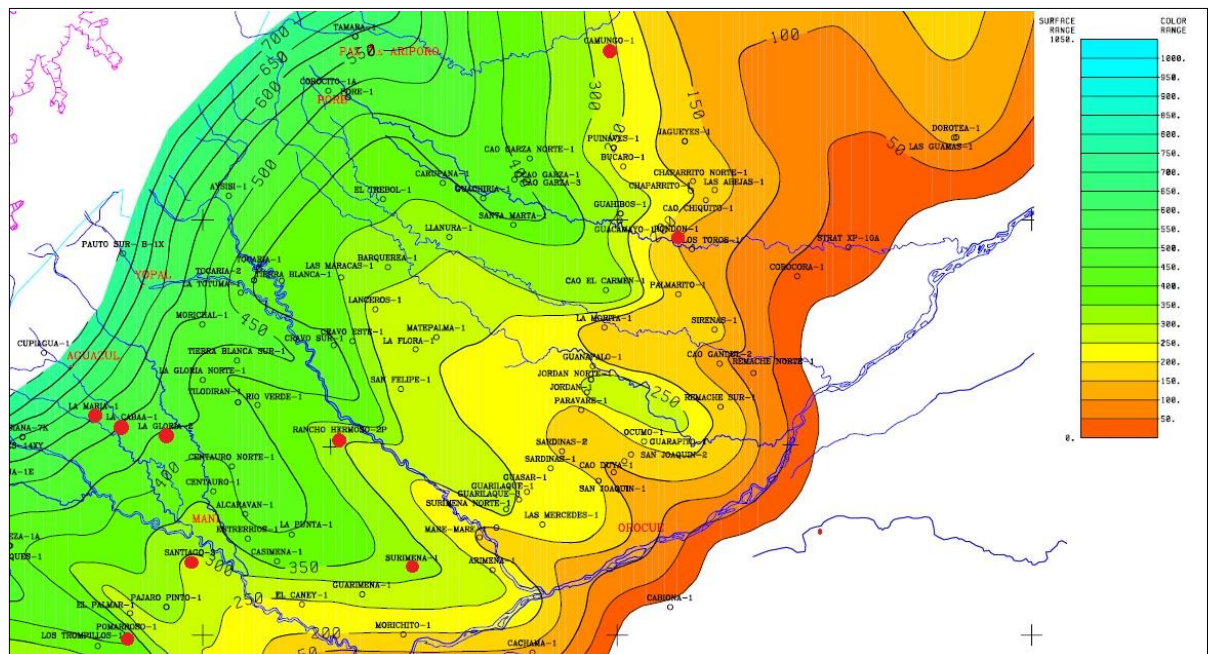 SURFACE RANGE
COLOR RANGE
1050.
1000.
950.
900.
850.
800.
750.
700.
650.
600.
550.
500.
450.
400.
350.
300.
250.
200.
150.
100.
50.
0.
TAMARA-1
700
650
600
550
ARIPORO
CAMUNGO-1
100
COROCITO-1A
PORE
PORE-1
300
150
DOROTEA-1
LAS GUAMAS-1
50
PUINAVES-1
JAGUEYES-1
BUCARO-1
CAO GARZA NORTE-1
CAO GARZA-1
CAO GARZA-3
500
CARUPANA-1
GUACHIRIA-1
EL TREBOL-1
AYSIBI-1
CHAPARRITO NORTE-1
CHAPARRITO-1
LAS ABEJAS-1
CAO CHIQUITO-1
SANTA MARTA-1
GUAHIBOS-1
LOS TOROS-1
STRAT XP-10A
LLANURA-1
PAUTO SUR- B-1X
BARQUEREA-1
LAS MARACAS-1
COROCORA-1
YOPAL
TOCARIA-2
TOCARIA-1
TIERRA BLANCA-1
LA TOTUMA-1
CAO EL CARMEN-1
PALMARITO-1
LANCEROS-1
MORICHAL-1
450
LA MORITA-1
SIRENAS-1
MATEPALMA-1
CRAVO ESTE-1
CRAVO SUR-1
LA FLORA-1
CUPIAGUA-1
AGUAZUL
TIERRA BLANCA SUR-1
GUANAPALO-1
CAO GANDUL-2
REMACHE NORTE-1
LA GLORIA NORTE-1
JORDAN NORTE-1
JORDAN-1
SAN FELIPE-1
TILODIRAN-1
RIO VERDE-1
250
PARAVARE-1
REMACHE SUR-1
LA MARIA-1
LA CABAA-1
LA GLORIA-2
RANCHO HERMOSO-2P
SARDINAS-2
OCUMO-1
GUARAPITO-1
SAN JOAQUIN-2
CENTAURO NORTE-1
400
SARDINAS-1
CAO DUYA-1
SAN JOAQUIN-1
CENTAURO-1
GUASAR-1
GUARILAQUE-1
ALCARAVAN-1
SURIMENA NORTE-1
LAS MERCEDES-1
MANI
ENTRERRIOS-1
LA PUNTA-1
MARE-MARE-1
OROCUE
SANTIAGO-2
CASIMENA-1
300
350
SURIMENA-1
ARIMENA-1
PAJARO PINTO-1
EL PALMAR-1
250
EL CANEY-1
GUARIMENA-1
CABIONA-1
POMARROSO-1
LOS TROMPILLOS-1
200
MORICHITO-1
CACHAMA-1